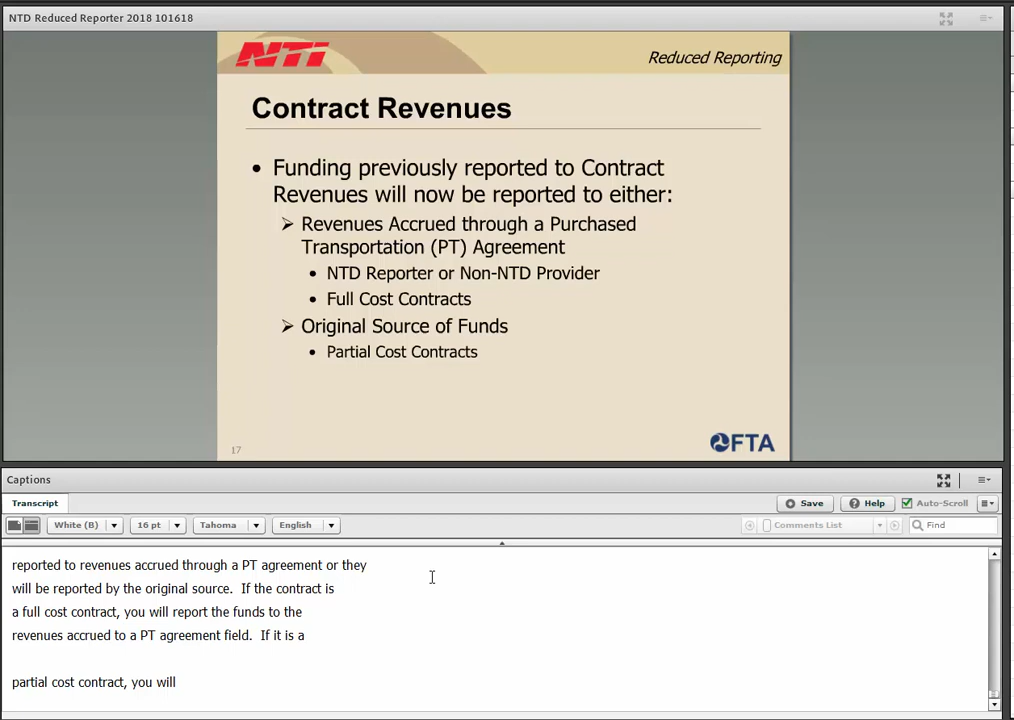 NTD Reduced Reporter 2018 101618
NTI
Reduced Reporting
Contract Revenues
• Funding previously reported to Contract
Revenues will now be reported to either:
➢ Revenues Accrued through a Purchased
Transportation (PT) Agreement
• NTD Reporter or Non-NTD Provider
• Full Cost Contracts
➢ Original Source of Funds
• Partial Cost Contracts
17
FTA
Captions
Transcript
Save
Help
Auto-Scroll
White (B)
16 pt
Tahoma
English
Comments List
Find
reported to revenues accrued through a PT agreement or they
will be reported by the original source.  If the contract is
a full cost contract, you will report the funds to the
revenues accrued to a PT agreement field.  If it is a
partial cost contract, you will